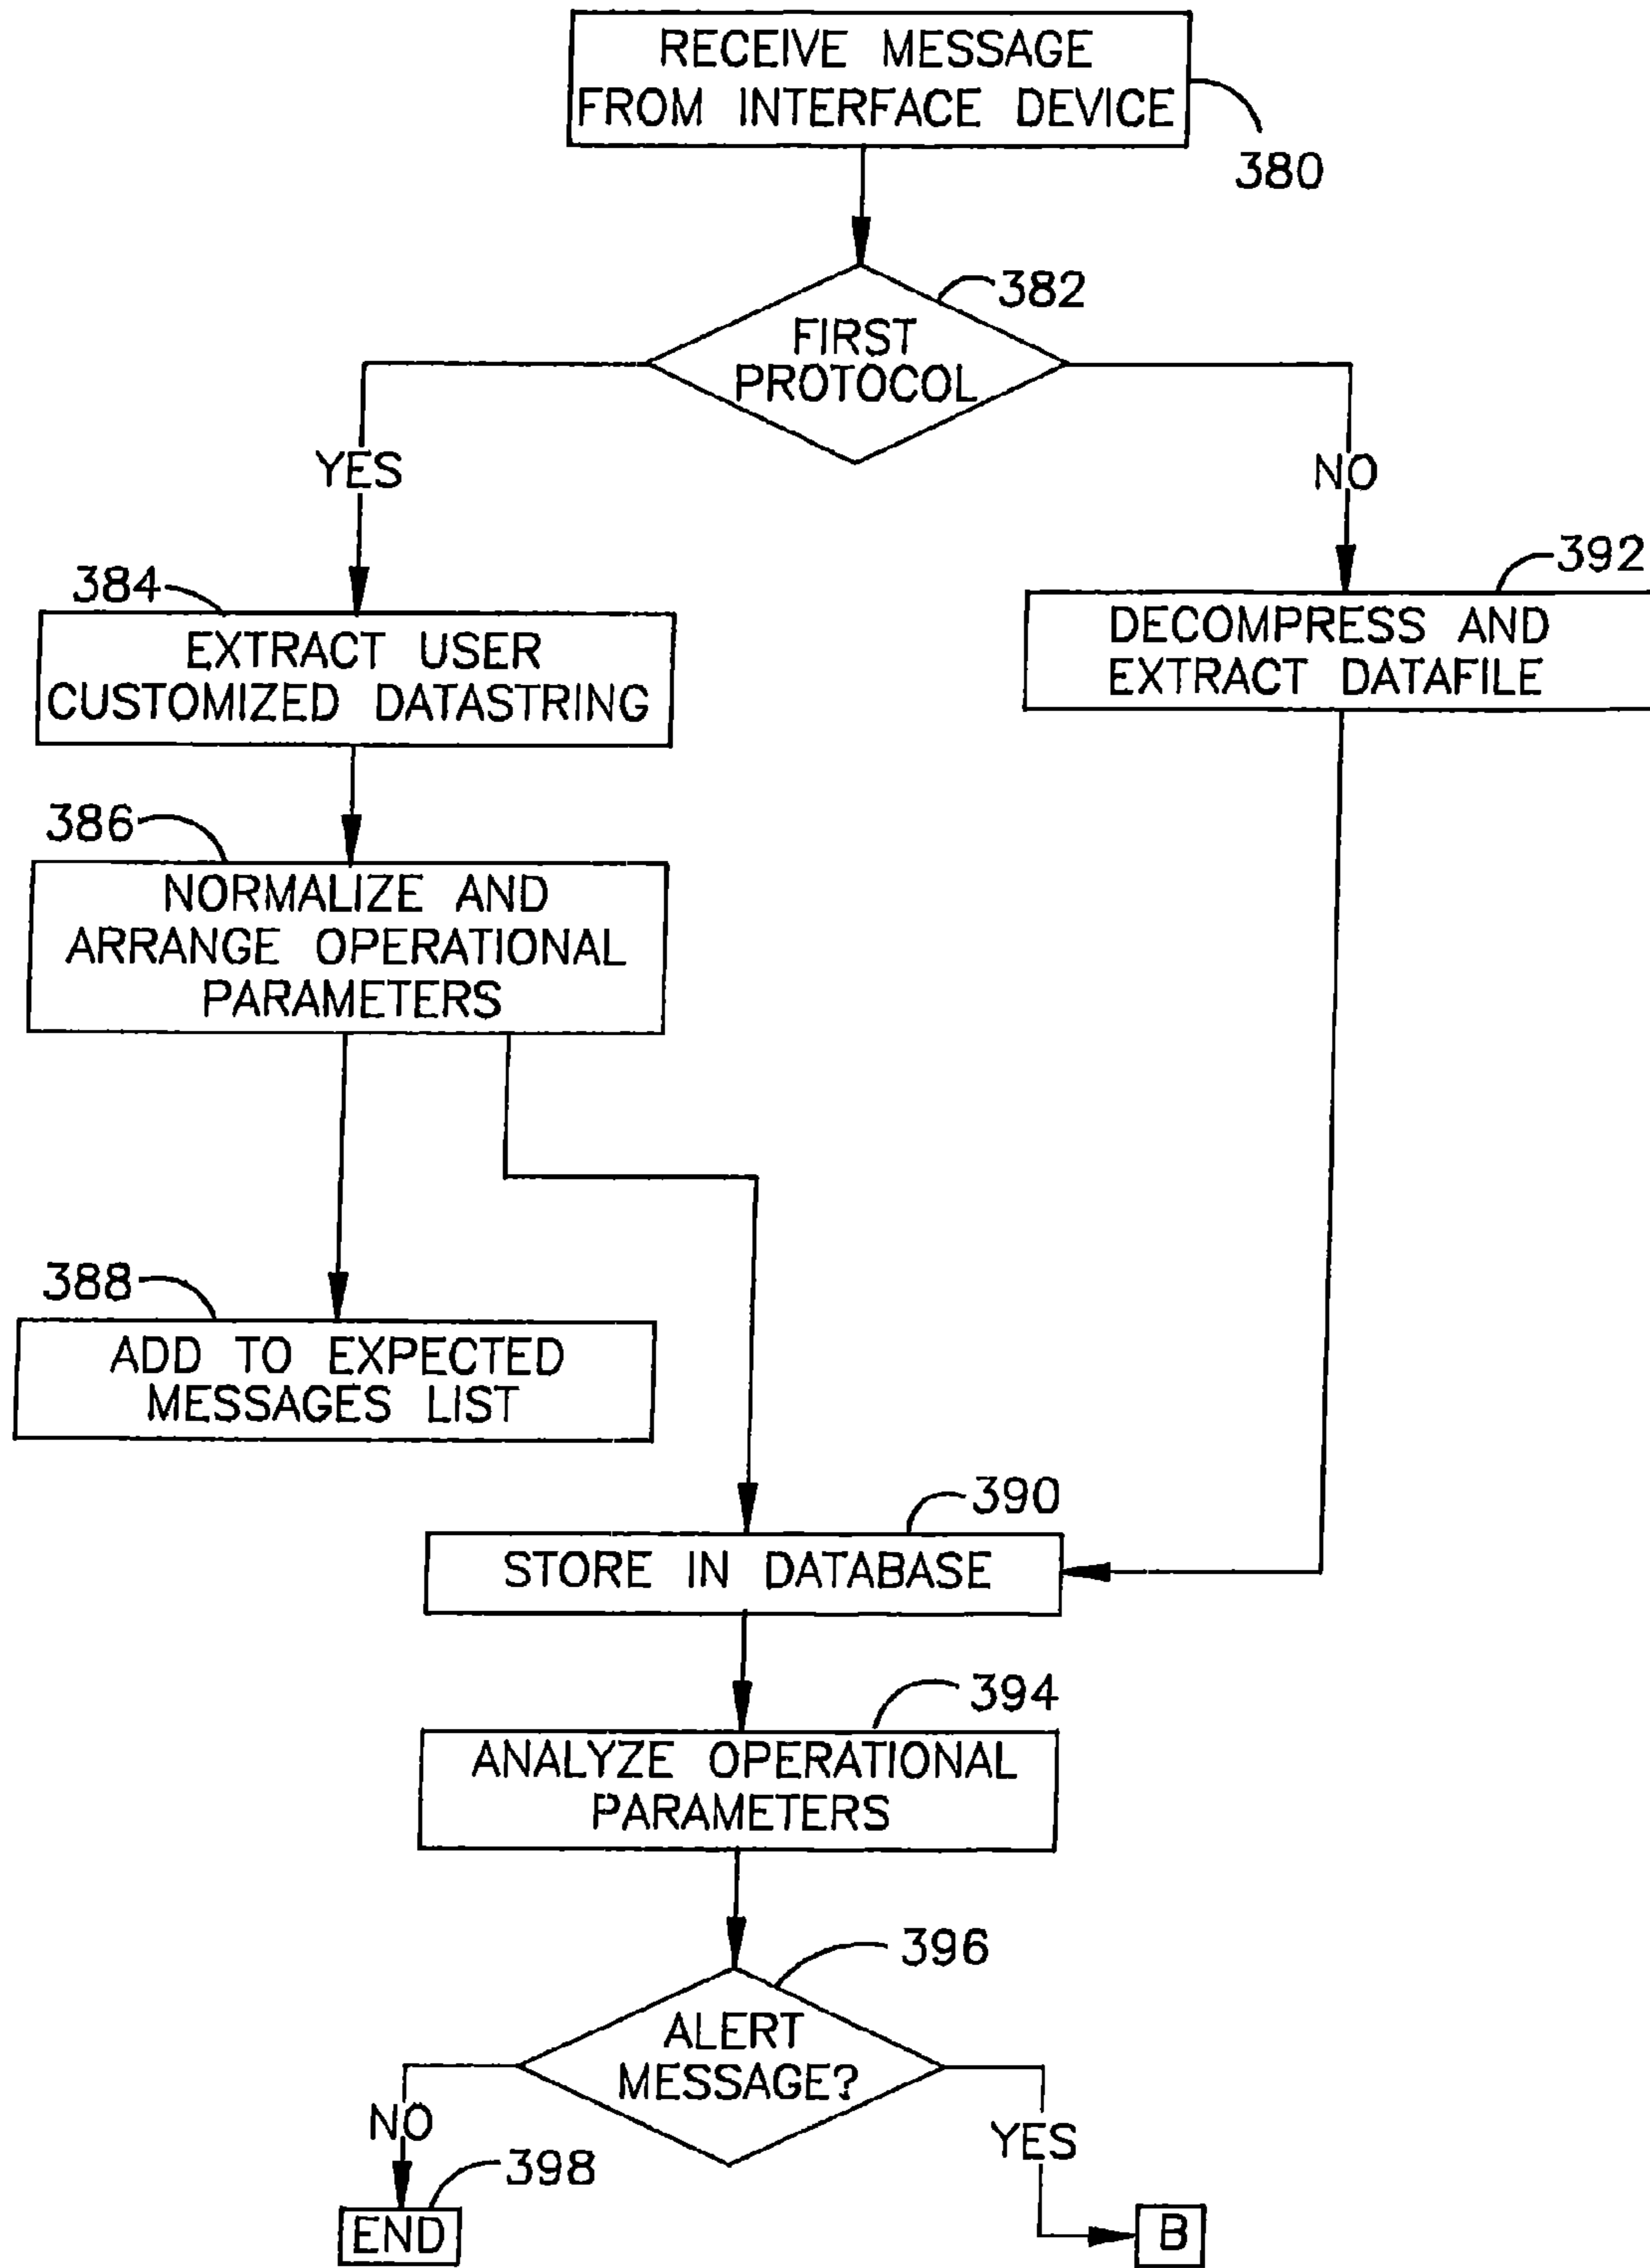 RECEIVE MESSAGE
FROM INTERFACE DEVICE
380
382
FIRST
PROTOCOL
YES
NO
384
EXTRACT USER
CUSTOMIZED DATASTRING
392
DECOMPRESS AND
EXTRACT DATAFILE
386
NORMALIZE AND
ARRANGE OPERATIONAL
PARAMETERS
388
ADD TO EXPECTED
MESSAGES LIST
390
STORE IN DATABASE
394
ANALYZE OPERATIONAL
PARAMETERS
396
ALERT
MESSAGE?
NO
YES
398
END
B